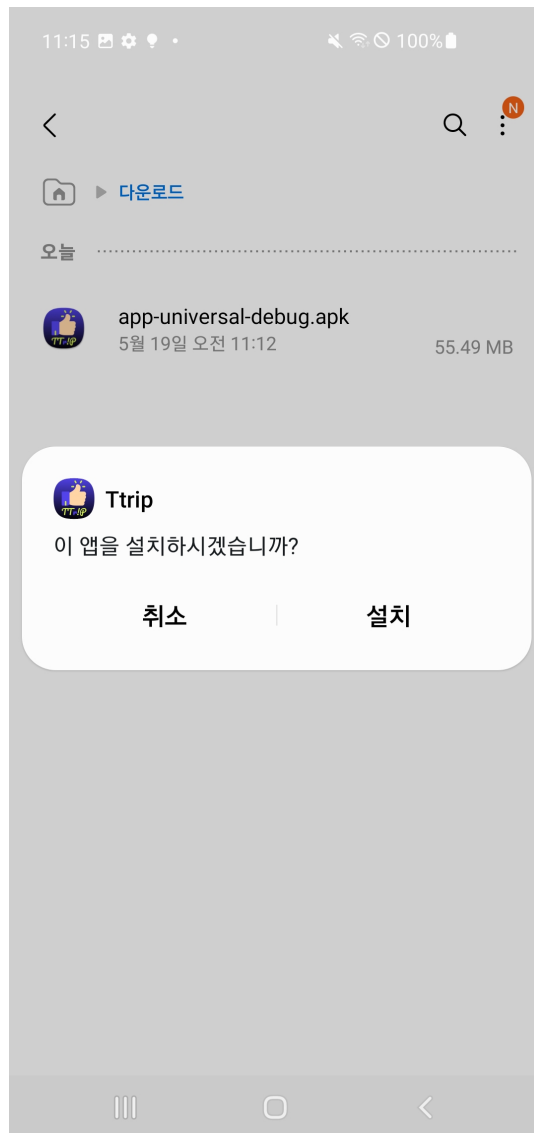 11:15
100%
N
다운로드
오늘
TTrIP
app-universal-debug.apk
5월 19일 오전 11:12
55.49 MB
TTrIP
Ttrip
이 앱을 설치하시겠습니까?
취소
설치